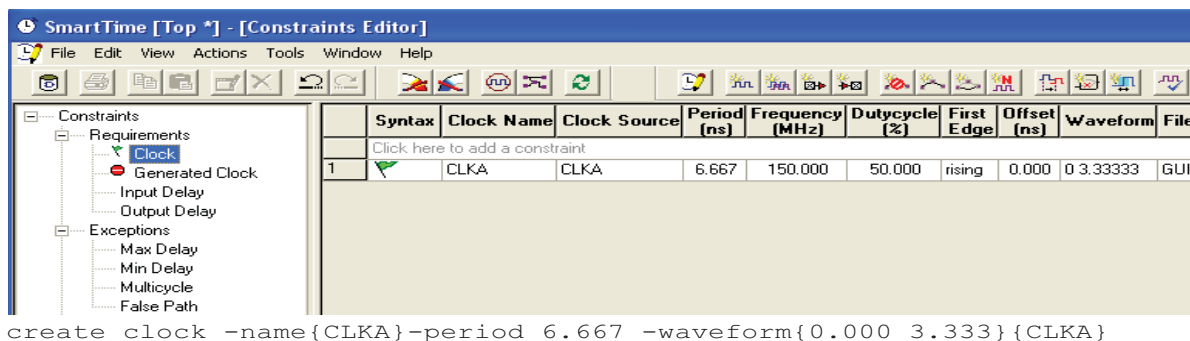 SmartTime [Top *] - [Constraints Editor]
File Edit View Actions Tools Window Help
Constraints
Requirements
Clock
Generated Clock
Input Delay
Output Delay
Exceptions
Max Delay
Min Delay
Multicycle
False Path
Syntax Clock Name Clock Source Period (ns) Frequency (MHz) Dutycycle (%) First Edge Offset (ns) Waveform File
Click here to add a constraint
1 CLKA CLKA 6.667 150.000 50.000 rising 0.000 0 3.33333 GUI
create clock -name{CLKA}-period 6.667 -waveform{0.000 3.333}{CLKA}